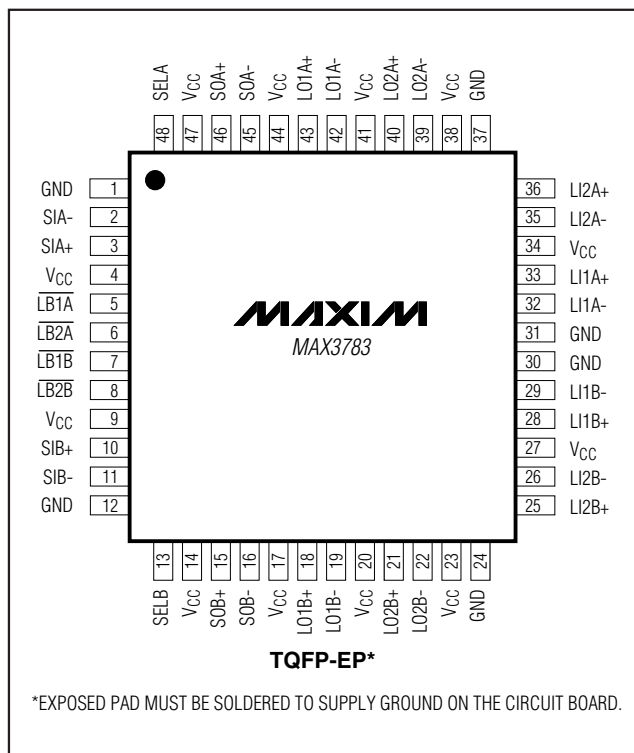 SELA VCC SOA+ SOA- VCC LO1A+ LO1A- VCC LO2A+ LO2A- VCC GND
48 47 46 45 44 43 42 41 40 39 38 37
GND 1
SIA- 2
SIA+ 3
VCC 4
LB1A 5
LB2A 6
LB1B 7
LB2B 8
VCC 9
SIB+ 10
SIB- 11
GND 12
MAXIM
MAX3783
36 LI2A+
35 LI2A-
34 VCC
33 LI1A+
32 LI1A-
31 GND
30 GND
29 LI1B-
28 LI1B+
27 VCC
26 LI2B-
25 LI2B+
13 14 15 16 17 18 19 20 21 22 23 24
SELB VCC SOB+ SOB- VCC LO1B+ LO1B- VCC LO2B+ LO2B- VCC GND
TQFP-EP*
*EXPOSED PAD MUST BE SOLDERED TO SUPPLY GROUND ON THE CIRCUIT BOARD.